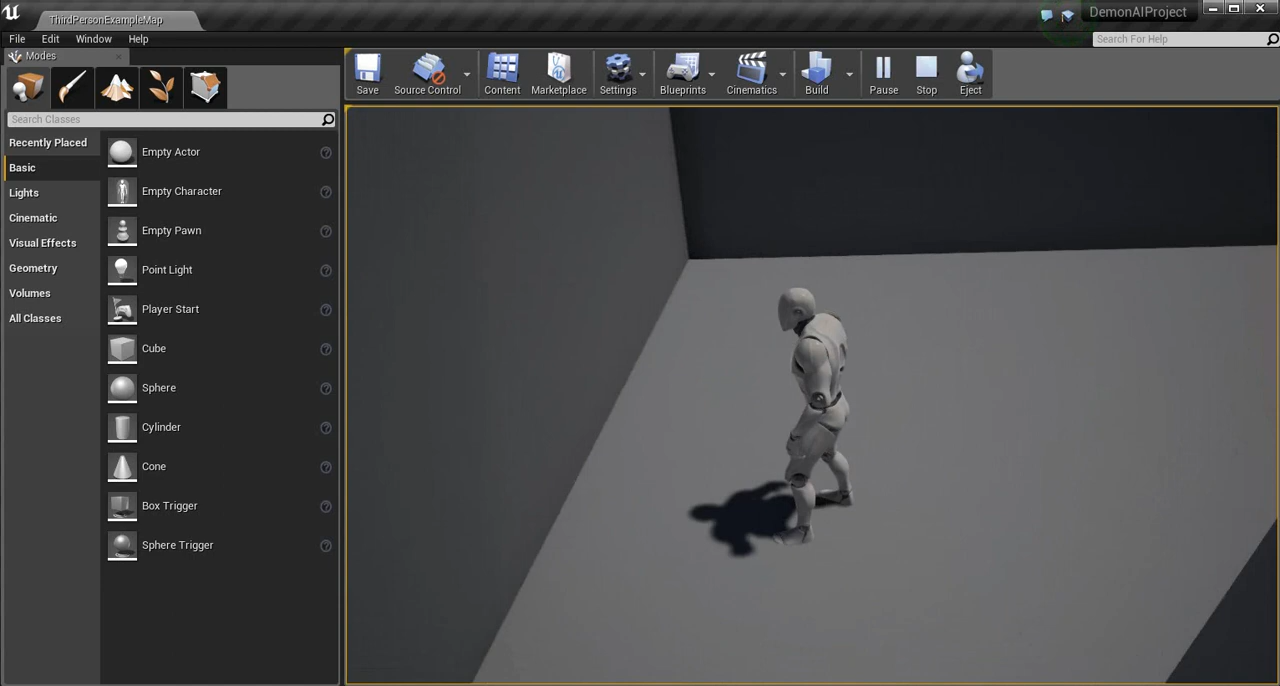 ThirdPersonExampleMap
DemonAIProject
File Edit Window Help
Search For Help
Modes
Save Source Control Content Marketplace Settings Blueprints Cinematics Build Pause Stop Eject
Search Classes
Recently Placed
Basic
Lights
Cinematic
Visual Effects
Geometry
Volumes
All Classes
Empty Actor
Empty Character
Empty Pawn
Point Light
Player Start
Cube
Sphere
Cylinder
Cone
Box Trigger
Sphere Trigger